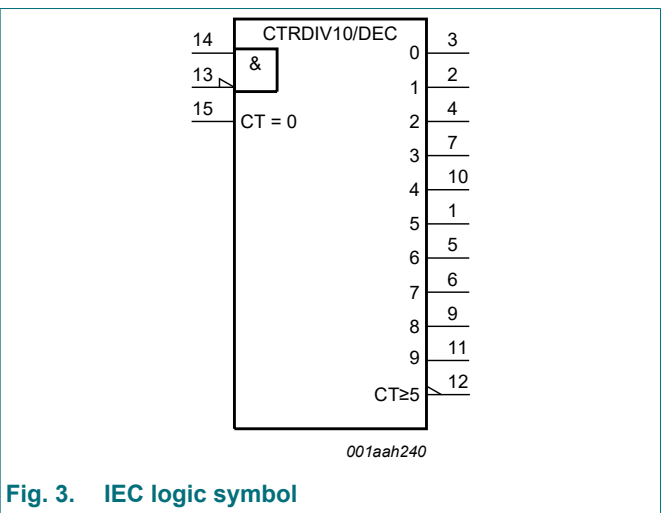 CTRDIV10/DEC
14 0 3
&
13 1 2
15 CT = 0 2 4
3 7
4 10
5 1
6 5
7 6
8 9
9 11
CT≥5 12
001aah240
Fig. 3. IEC logic symbol